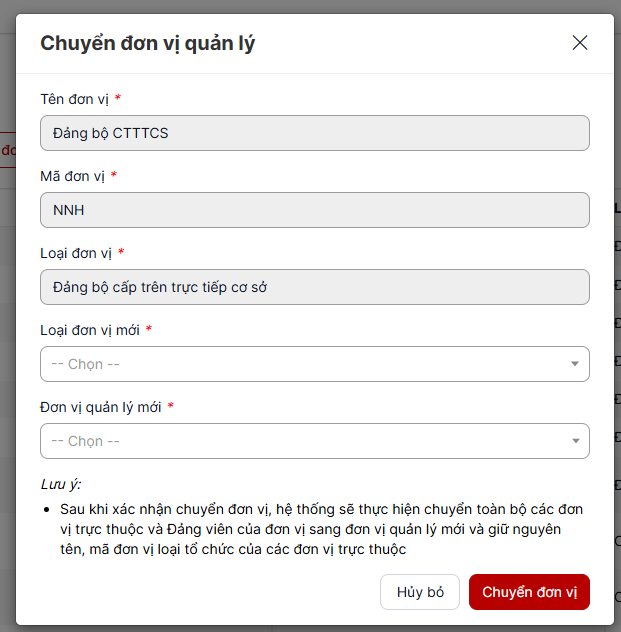 Chuyển đơn vị quản lý
Tên đơn vị *
Đảng bộ CTTTCS
Mã đơn vị *
NNH
Loại đơn vị *
Đảng bộ cấp trên trực tiếp cơ sở
Loại đơn vị mới *
-- Chọn --
Đơn vị quản lý mới *
-- Chọn --
Lưu ý:
• Sau khi xác nhận chuyển đơn vị, hệ thống sẽ thực hiện chuyển toàn bộ các đơn
vị trực thuộc và Đảng viên của đơn vị sang đơn vị quản lý mới và giữ nguyên
tên, mã đơn vị loại tổ chức của các đơn vị trực thuộc
Hủy bỏ
Chuyển đơn vị